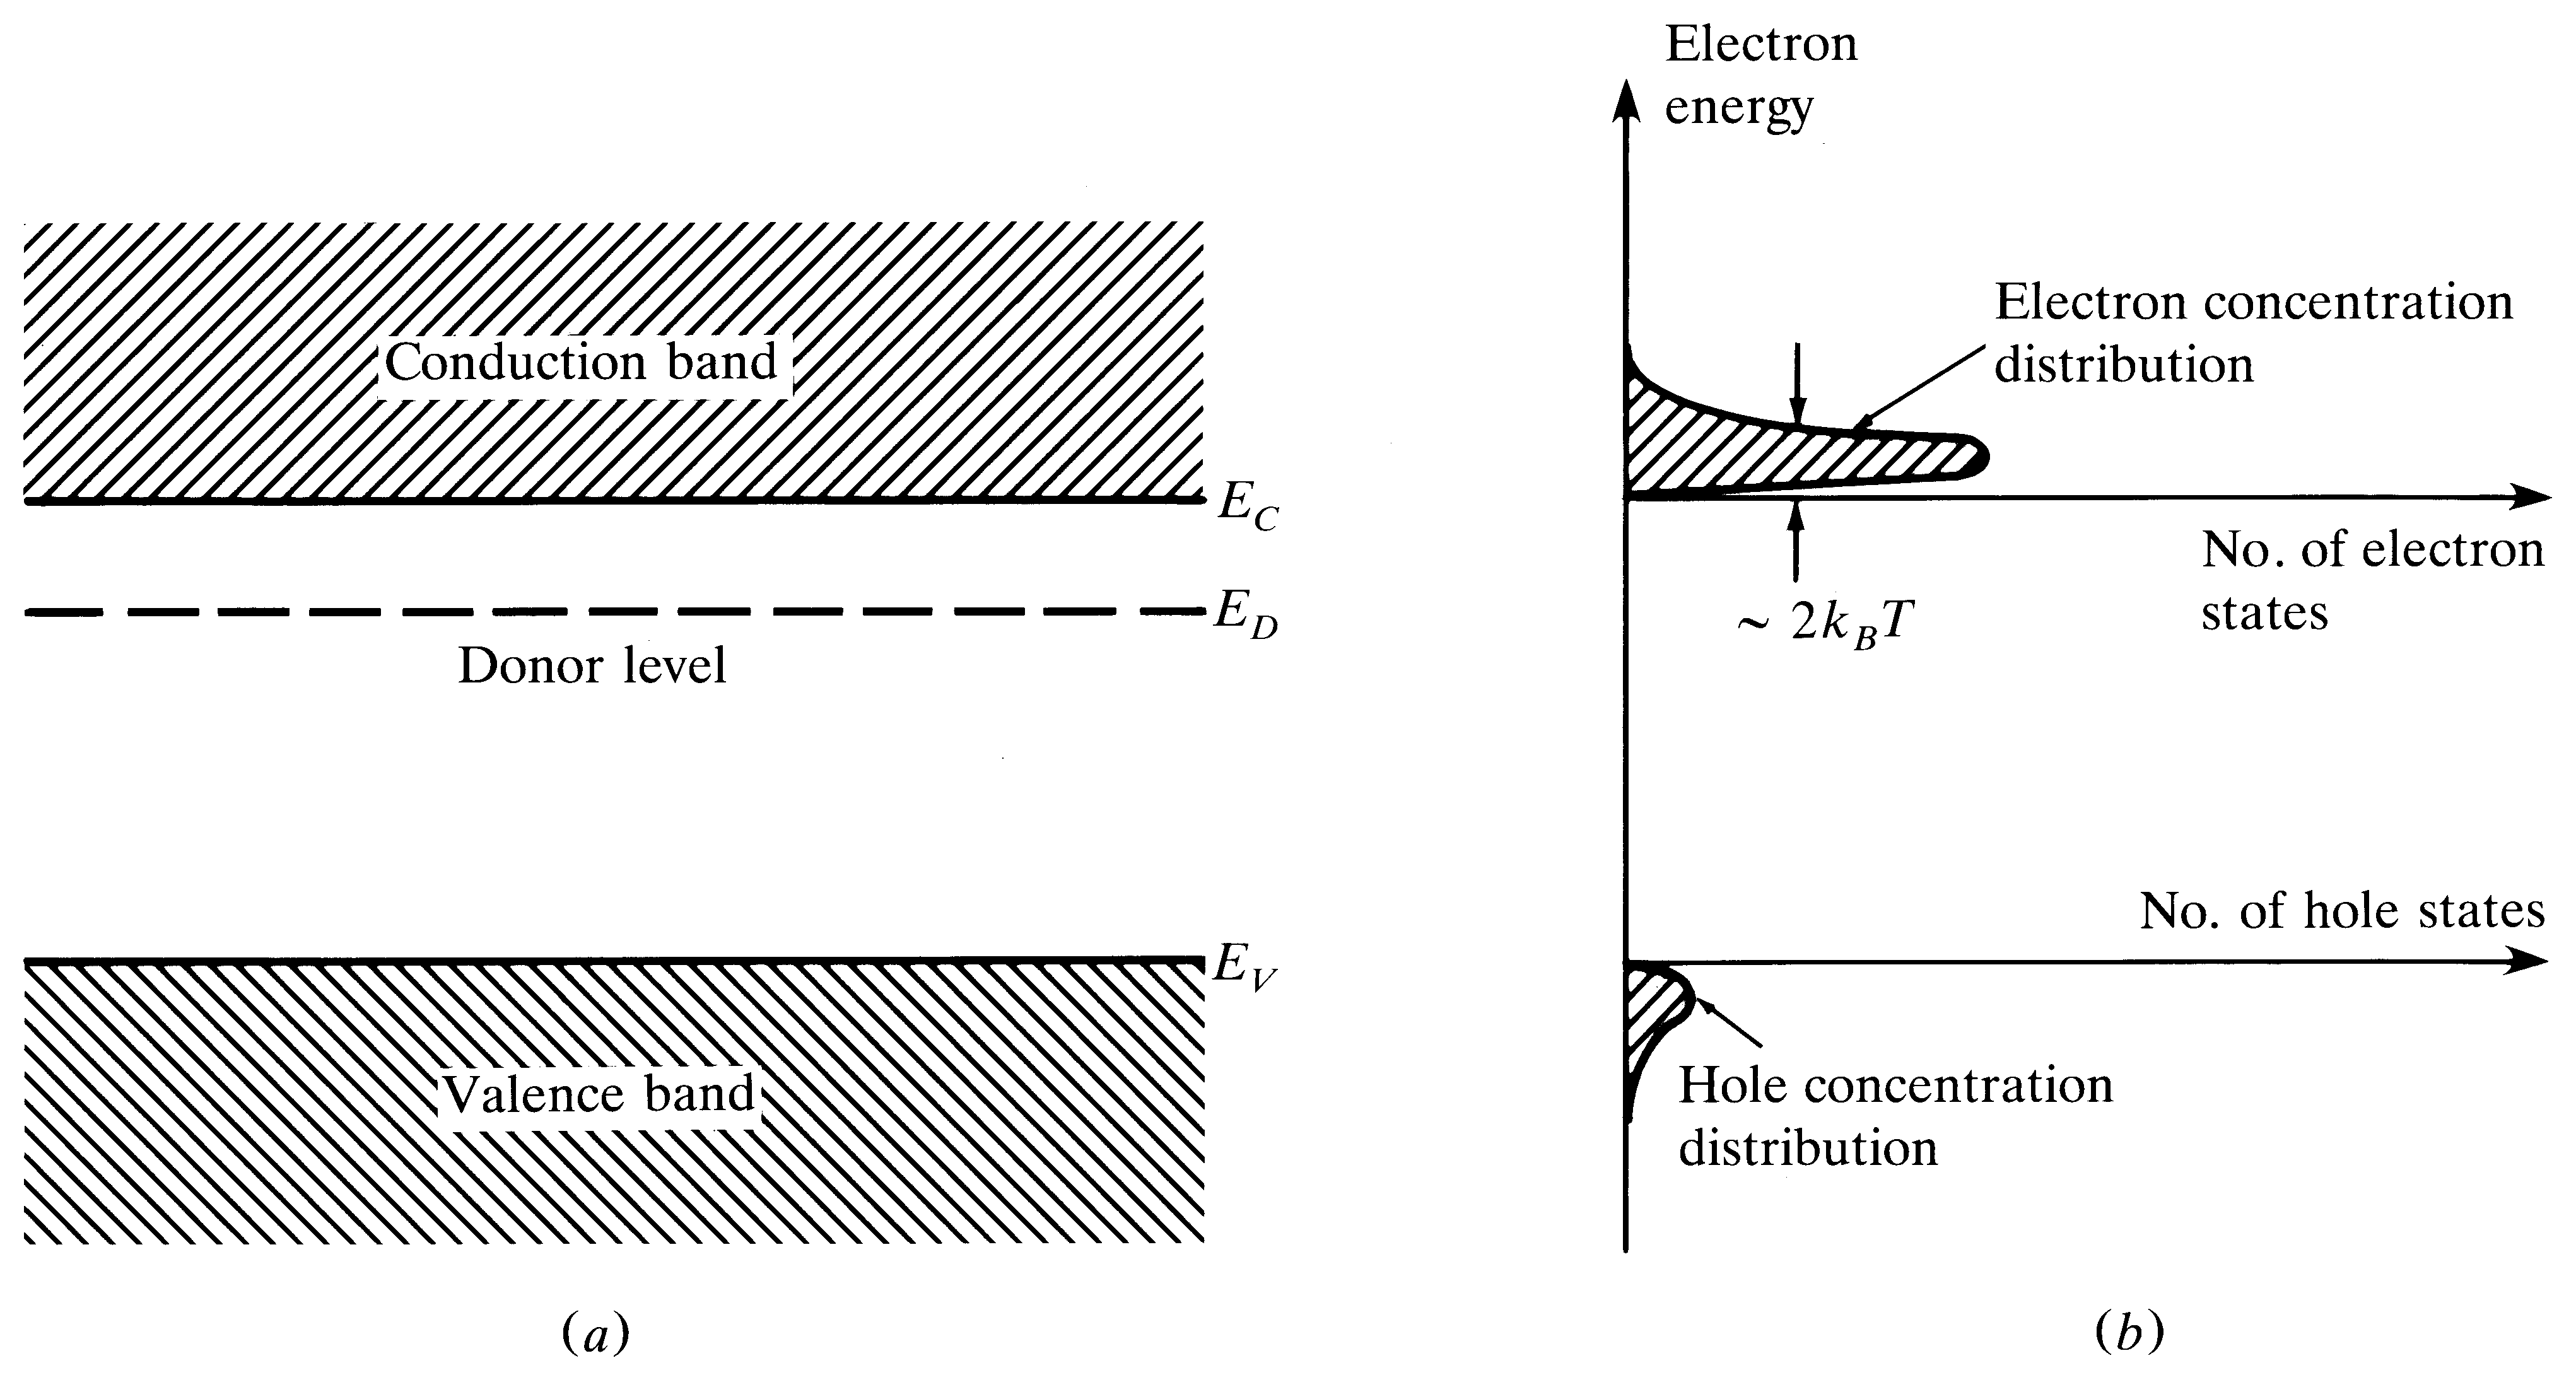 Conduction band
E_C
E_D
Donor level
E_V
Valence band
(a)
Electron
energy
Electron concentration
distribution
No. of electron
states
~ 2k_BT
No. of hole states
Hole concentration
distribution
(b)